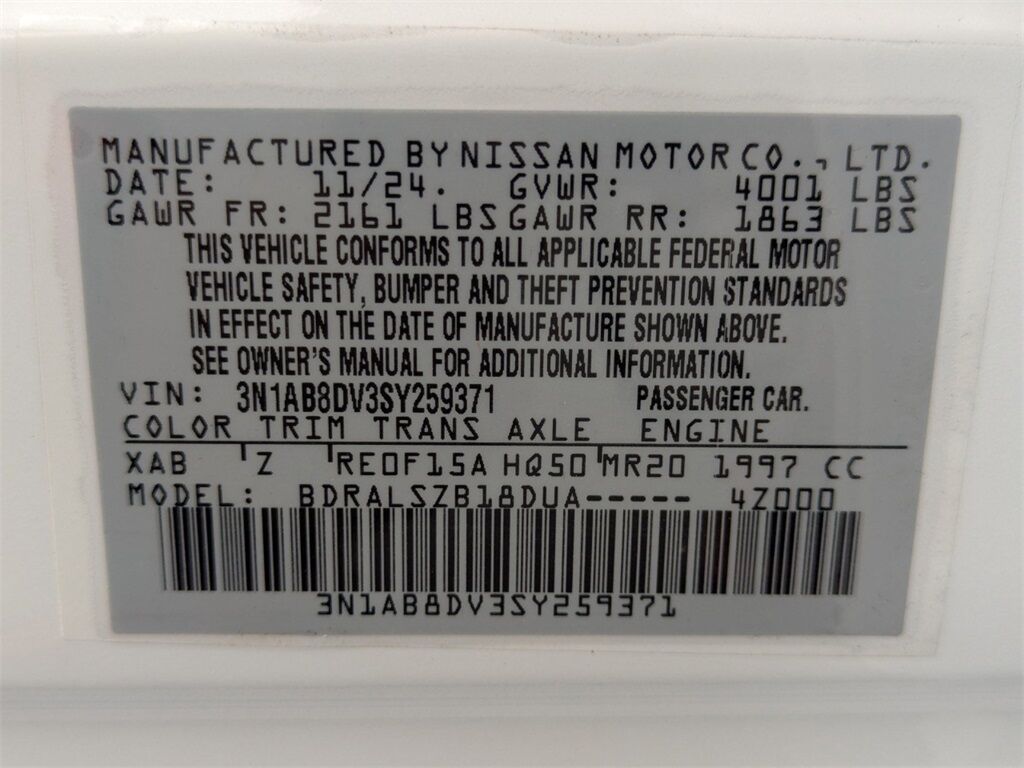 MANUFACTURED BY NISSAN MOTOR CO., LTD.
DATE: 11/24. GVWR: 4001 LBS
GAWR FR: 2161 LBS GAWR RR: 1863 LBS
THIS VEHICLE CONFORMS TO ALL APPLICABLE FEDERAL MOTOR
VEHICLE SAFETY, BUMPER AND THEFT PREVENTION STANDARDS
IN EFFECT ON THE DATE OF MANUFACTURE SHOWN ABOVE.
SEE OWNER'S MANUAL FOR ADDITIONAL INFORMATION.
VIN: 3N1AB8DV3SY259371 PASSENGER CAR.
COLOR TRIM TRANS AXLE ENGINE
XAB Z RE0F15A HQ50 MR20 1997 CC
MODEL: BDRALSZB18DUA----- 4Z000
3N1AB8DV3SY259371